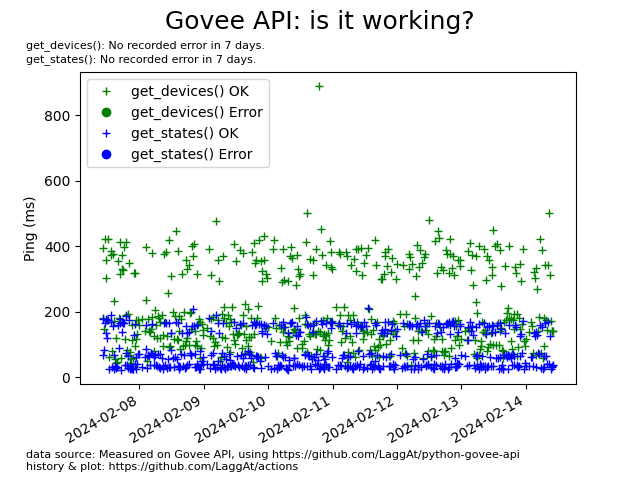 Govee API: is it working?
get_devices(): No recorded error in 7 days.
get_states(): No recorded error in 7 days.
get_devices() OK
get_devices() Error
get_states() OK
get_states() Error
Ping (ms)
800
600
400
200
0
2024-02-08
2024-02-09
2024-02-10
2024-02-11
2024-02-12
2024-02-13
2024-02-14
data source: Measured on Govee API, using https://github.com/LaggAt/python-govee-api
history & plot: https://github.com/LaggAt/actions